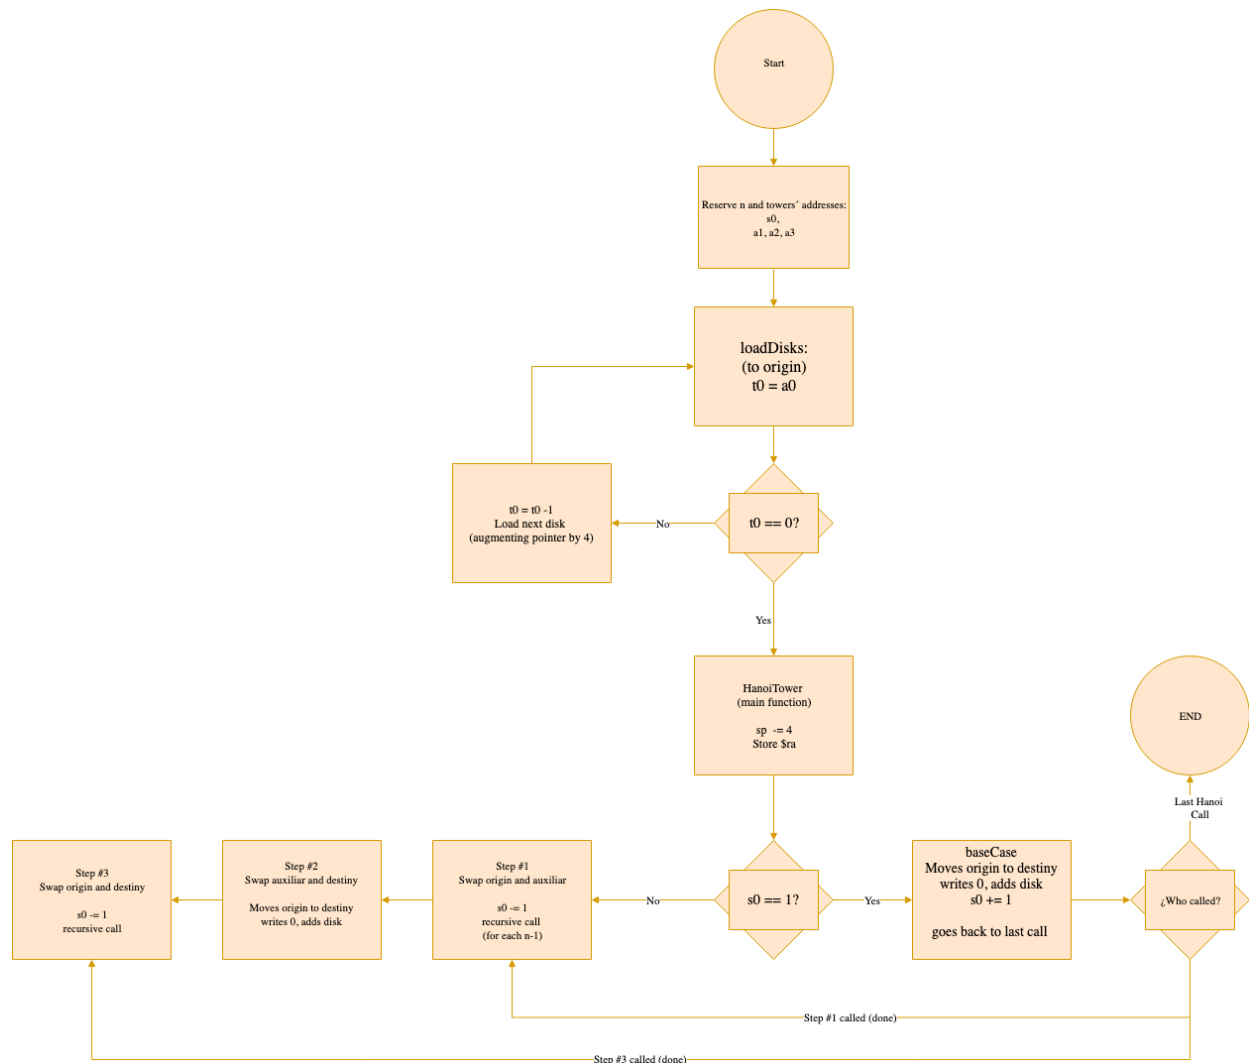 Start
Reserve n and towers´ addresses:
s0,
a1, a2, a3
loadDisks:
(to origin)
t0 = a0
t0 = t0 -1
Load next disk
(augmenting pointer by 4)
No
t0 == 0?
Yes
HanoiTower
(main function)
sp -= 4
Store $ra
END
Last Hanoi
Call
Step #3
Swap origin and destiny
s0 -= 1
recursive call
Step #2
Swap auxiliar and destiny
Moves origin to destiny
writes 0, adds disk
Step #1
Swap origin and auxiliar
s0 -= 1
recursive call
(for each n-1)
No
s0 == 1?
Yes
baseCase
Moves origin to destiny
writes 0, adds disk
s0 += 1
goes back to last call
¿Who called?
Step #1 called (done)
Step #3 called (done)